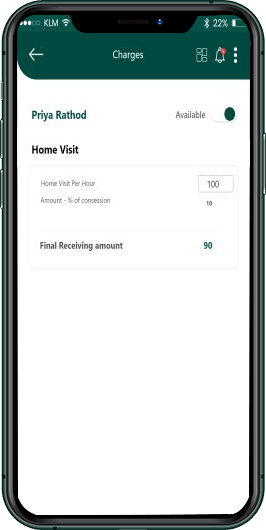 KLM 22%
Charges
Priya Rathod Available
Home Visit
Home Visit Per Hour 100
Amount - % of consession 10
Final Receiving amount 90